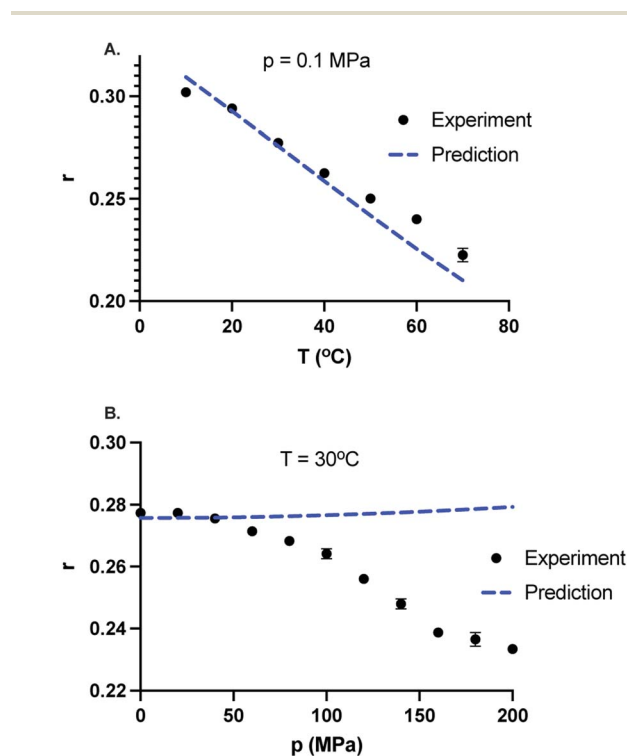 A.
p = 0.1 MPa
0.30
Experiment
Prediction
r
0.25
0.20
0 20 40 60 80
T (ºC)
B.
0.30
T = 30ºC
0.28
r
0.26
Experiment
Prediction
0.24
0.22
0 50 100 150 200
p (MPa)